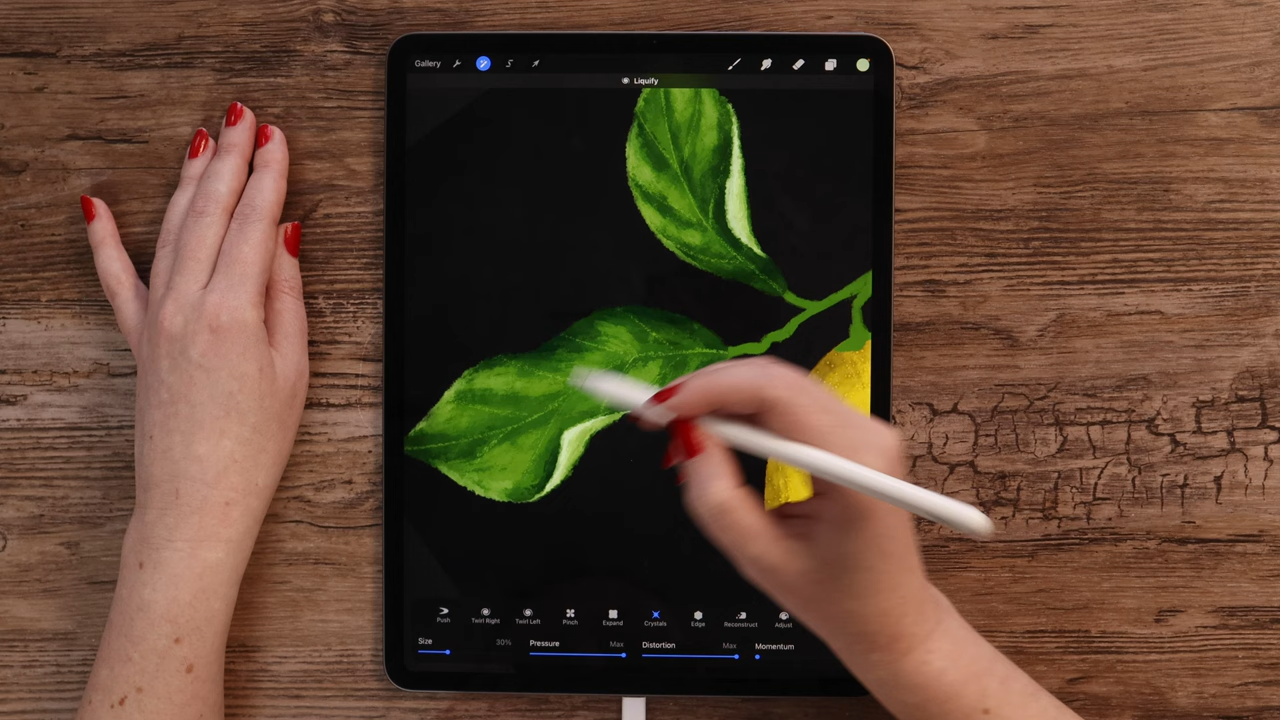 Gallery
Liquify
Push Twirl Right Twirl Left Pinch Expand Crystals Edge Reconstruct Adjust
Size 30% Pressure Max Distortion Max Momentum